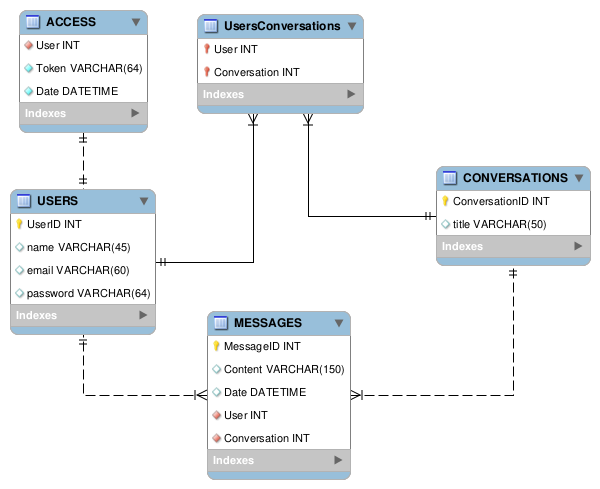 ACCESS
User INT
Token VARCHAR(64)
Date DATETIME
Indexes
UsersConversations
User INT
Conversation INT
Indexes
USERS
UserID INT
name VARCHAR(45)
email VARCHAR(60)
password VARCHAR(64)
Indexes
CONVERSATIONS
ConversationID INT
title VARCHAR(50)
Indexes
MESSAGES
MessageID INT
Content VARCHAR(150)
Date DATETIME
User INT
Conversation INT
Indexes